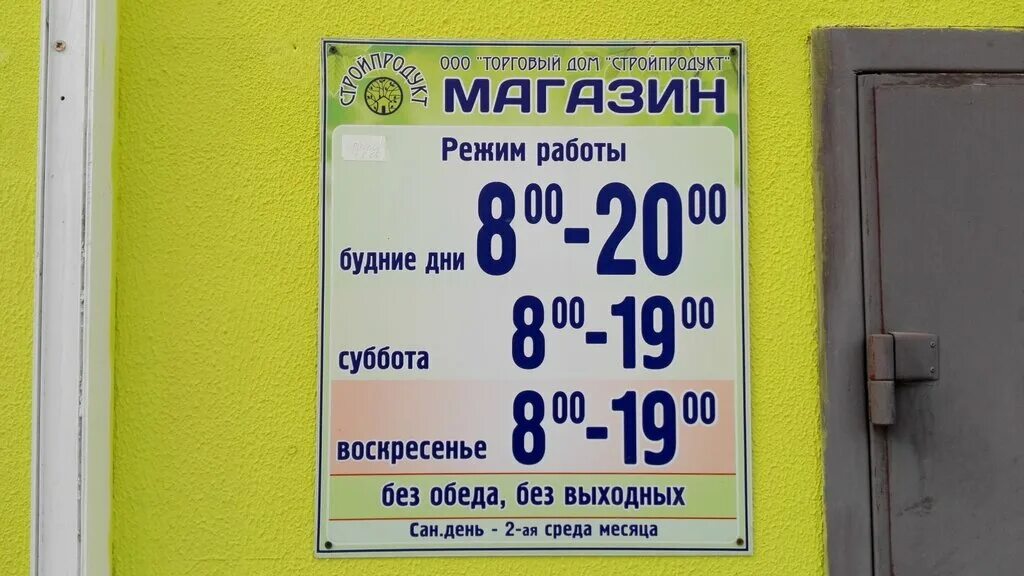 СТРОЙПРОДУКТ
ООО "ТОРГОВЫЙ ДОМ "СТРОЙПРОДУКТ"
МАГАЗИН
Режим работы
будние дни 8⁰⁰-20⁰⁰
суббота 8⁰⁰-19⁰⁰
воскресенье 8⁰⁰-19⁰⁰
без обеда, без выходных
Сан.день - 2-ая среда месяца